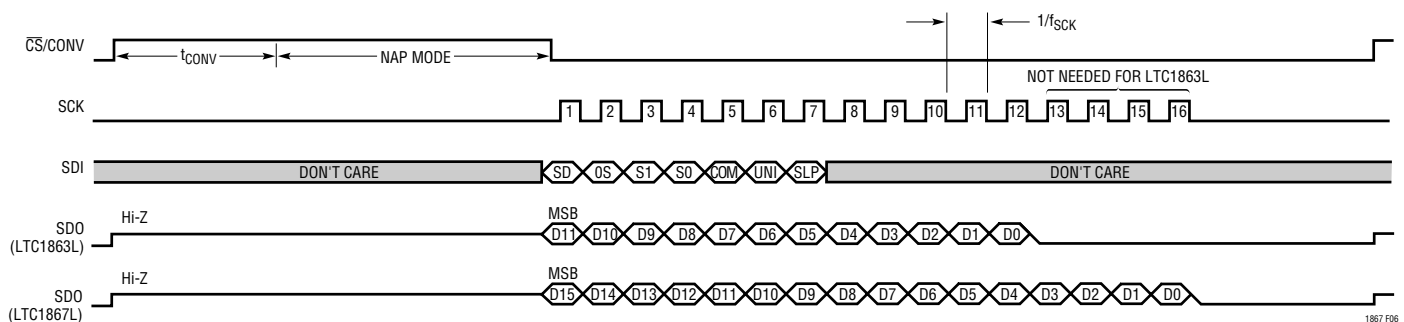 1/fSCK
CS/CONV
tCONV
NAP MODE
NOT NEEDED FOR LTC1863L
SCK
1 2 3 4 5 6 7 8 9 10 11 12 13 14 15 16
SDI
DON'T CARE
SD 0S S1 S0 COM UNI SLP
DON'T CARE
Hi-Z
MSB
SDO
(LTC1863L)
D11 D10 D9 D8 D7 D6 D5 D4 D3 D2 D1 D0
Hi-Z
MSB
SDO
(LTC1867L)
D15 D14 D13 D12 D11 D10 D9 D8 D7 D6 D5 D4 D3 D2 D1 D0
1867 F06